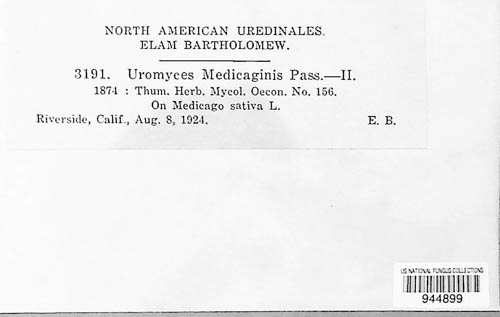 NORTH AMERICAN UREDINALES.
ELAM BARTHOLOMEW.
3191. Uromyces Medicaginis Pass.—II.
1874 : Thum. Herb. Mycol. Oecon. No. 156.
On Medicago sativa L.
Riverside, Calif., Aug. 8, 1924. E. B.
US NATIONAL FUNGUS COLLECTIONS
944899